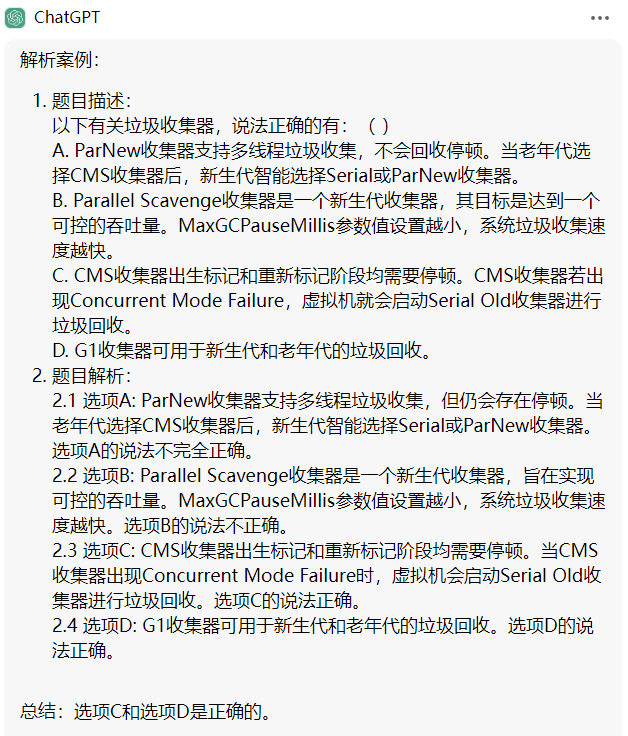 ChatGPT
解析案例：
1. 题目描述：
以下有关垃圾收集器，说法正确的有：（ ）
A. ParNew收集器支持多线程垃圾收集，不会回收停顿。当老年代选
择CMS收集器后，新生代智能选择Serial或ParNew收集器。
B. Parallel Scavenge收集器是一个新生代收集器，其目标是达到一个
可控的吞吐量。MaxGCPauseMillis参数值设置越小，系统垃圾收集速
度越快。
C. CMS收集器出生标记和重新标记阶段均需要停顿。CMS收集器若出
现Concurrent Mode Failure，虚拟机就会启动Serial Old收集器进行
垃圾回收。
D. G1收集器可用于新生代和老年代的垃圾回收。
2. 题目解析：
2.1 选项A: ParNew收集器支持多线程垃圾收集，但仍会存在停顿。当
老年代选择CMS收集器后，新生代智能选择Serial或ParNew收集器。
选项A的说法不完全正确。
2.2 选项B: Parallel Scavenge收集器是一个新生代收集器，旨在实现
可控的吞吐量。MaxGCPauseMillis参数值设置越小，系统垃圾收集速
度越快。选项B的说法不正确。
2.3 选项C: CMS收集器出生标记和重新标记阶段均需要停顿。当CMS
收集器出现Concurrent Mode Failure时，虚拟机会启动Serial Old收
集器进行垃圾回收。选项C的说法正确。
2.4 选项D: G1收集器可用于新生代和老年代的垃圾回收。选项D的说
法正确。
总结：选项C和选项D是正确的。